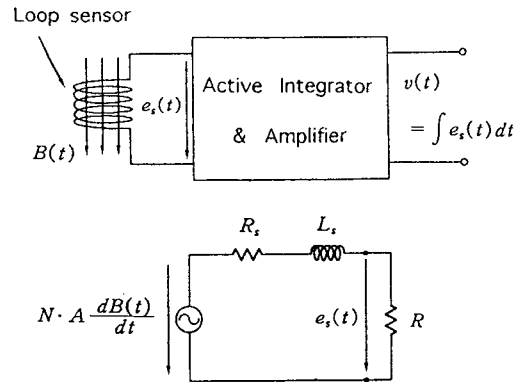 Loop sensor
B(t)
e_s(t)
Active Integrator
& Amplifier
v(t)
= ∫ e_s(t) dt
R_s
L_s
N · A dB(t)/dt
e_s(t)
R